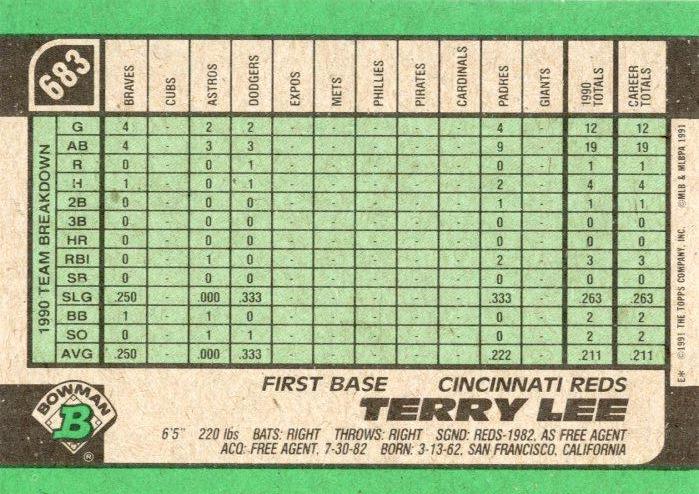 683
BRAVES CUBS ASTROS DODGERS EXPOS METS PHILLIES PIRATES CARDINALS PADRES GIANTS 1990 TOTALS CAREER TOTALS
1990 TEAM BREAKDOWN
G 4 - 2 2 - - - - - 4 - 12 12
AB 4 - 3 3 - - - - - 9 - 19 19
R 0 - 0 1 - - - - - 0 - 1 1
H 1 - 0 1 - - - - - 2 - 4 4
2B 0 - 0 0 - - - - - 1 - 1 1
3B 0 - 0 0 - - - - - 0 - 0 0
HR 0 - 0 0 - - - - - 0 - 0 0
RBI 0 - 1 0 - - - - - 2 - 3 3
SB 0 - 0 0 - - - - - 0 - 0 0
SLG .250 - .000 .333 - - - - - .333 - .263 .263
BB 1 - 1 0 - - - - - 0 - 2 2
SO 0 - 1 1 - - - - - 0 - 2 2
AVG .250 - .000 .333 - - - - - .222 - .211 .211
E* ©1991 THE TOPPS COMPANY, INC. ©MLB & MLBPA 1991
BOWMAN
B
®
FIRST BASE CINCINNATI REDS
TERRY LEE
6'5" 220 lbs BATS: RIGHT THROWS: RIGHT SGND: REDS-1982, AS FREE AGENT
ACQ: FREE AGENT, 7-30-82 BORN: 3-13-62, SAN FRANCISCO, CALIFORNIA